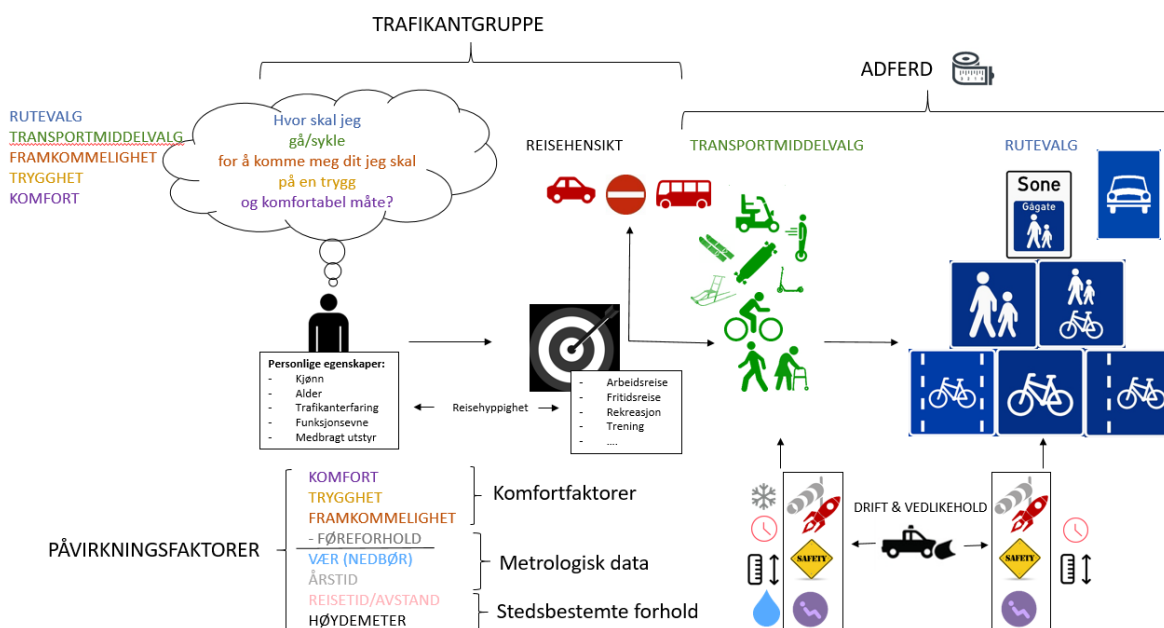 TRAFIKANTGRUPPE
ADFERD
RUTEVALG
TRANSPORTMIDDELVALG
FRAMKOMMELIGHET
TRYGGHET
KOMFORT
Hvor skal jeg
gå/sykle
for å komme meg dit jeg skal
på en trygg
og komfortabel måte?
REISEHENSIKT
TRANSPORTMIDDELVALG
RUTEVALG
Sone
Gågate
Personlige egenskaper:
- Kjønn
- Alder
- Trafikanterfaring
- Funksjonsevne
- Medbragt utstyr
Reisehyppighet
- Arbeidsreise
- Fritidsreise
- Rekreasjon
- Trening
- ....
PÅVIRKNINGSFAKTORER
KOMFORT
TRYGGHET
FRAMKOMMELIGHET
- FØREFORHOLD
VÆR (NEDBØR)
ÅRSTID
REISETID/AVSTAND
HØYDEMETER
Komfortfaktorer
Metrologisk data
Stedsbestemte forhold
DRIFT & VEDLIKEHOLD
SAFETY
SAFETY